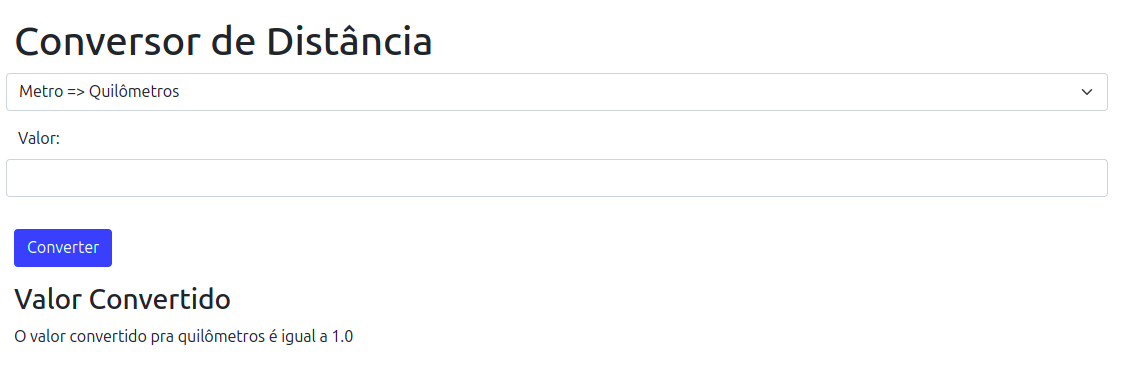 Conversor de Distância
Metro => Quilômetros
Valor:
Converter
Valor Convertido
O valor convertido pra quilômetros é igual a 1.0